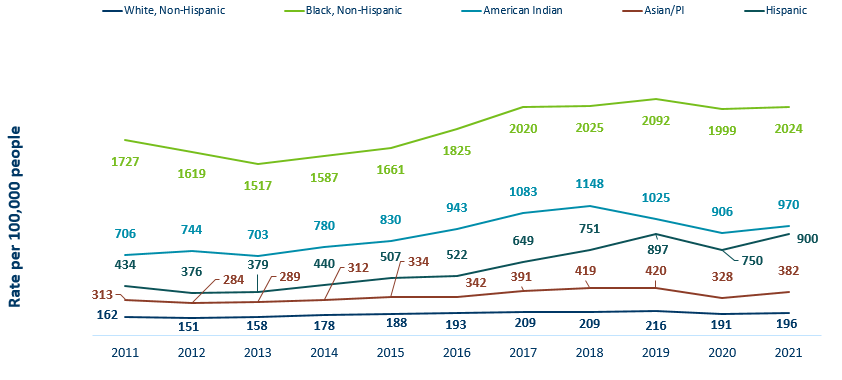 White, Non-Hispanic Black, Non-Hispanic American Indian Asian/PI Hispanic
Rate per 100,000 people
1727 1619 1517 1587 1661 1825 2020 2025 2092 1999 2024
706 744 703 780 830 943 1083 1148 1025 906 970
434 376 379 440 507 522 649 751 897 750 900
313 284 289 312 334 342 391 419 420 328 382
162 151 158 178 188 193 209 209 216 191 196
2011 2012 2013 2014 2015 2016 2017 2018 2019 2020 2021